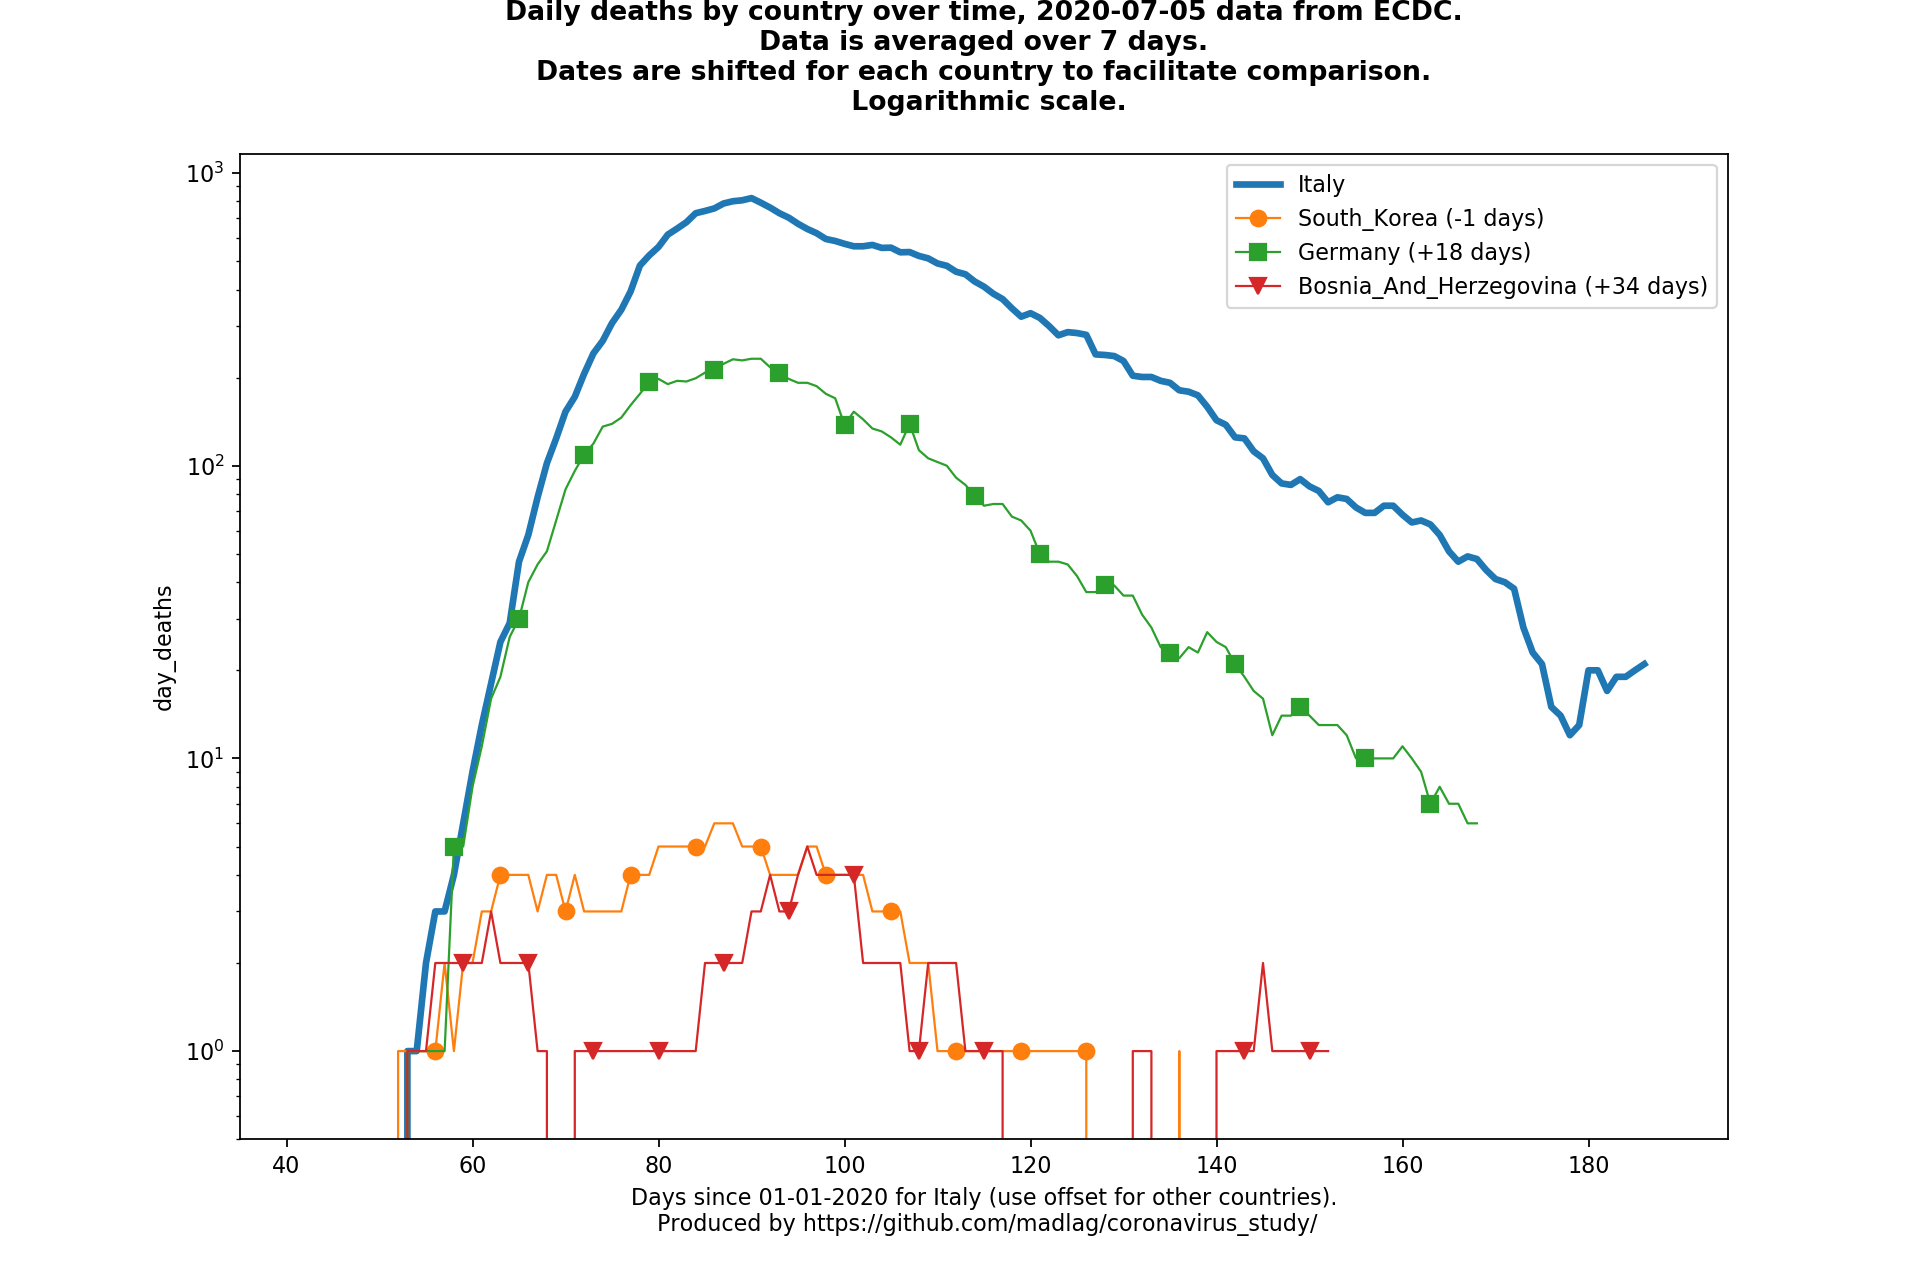 Daily deaths by country over time, 2020-07-05 data from ECDC.
Data is averaged over 7 days.
Dates are shifted for each country to facilitate comparison.
Logarithmic scale.
10³
10²
10¹
10⁰
day_deaths
Italy
South_Korea (-1 days)
Germany (+18 days)
Bosnia_And_Herzegovina (+34 days)
40 60 80 100 120 140 160 180
Days since 01-01-2020 for Italy (use offset for other countries).
Produced by https://github.com/madlag/coronavirus_study/